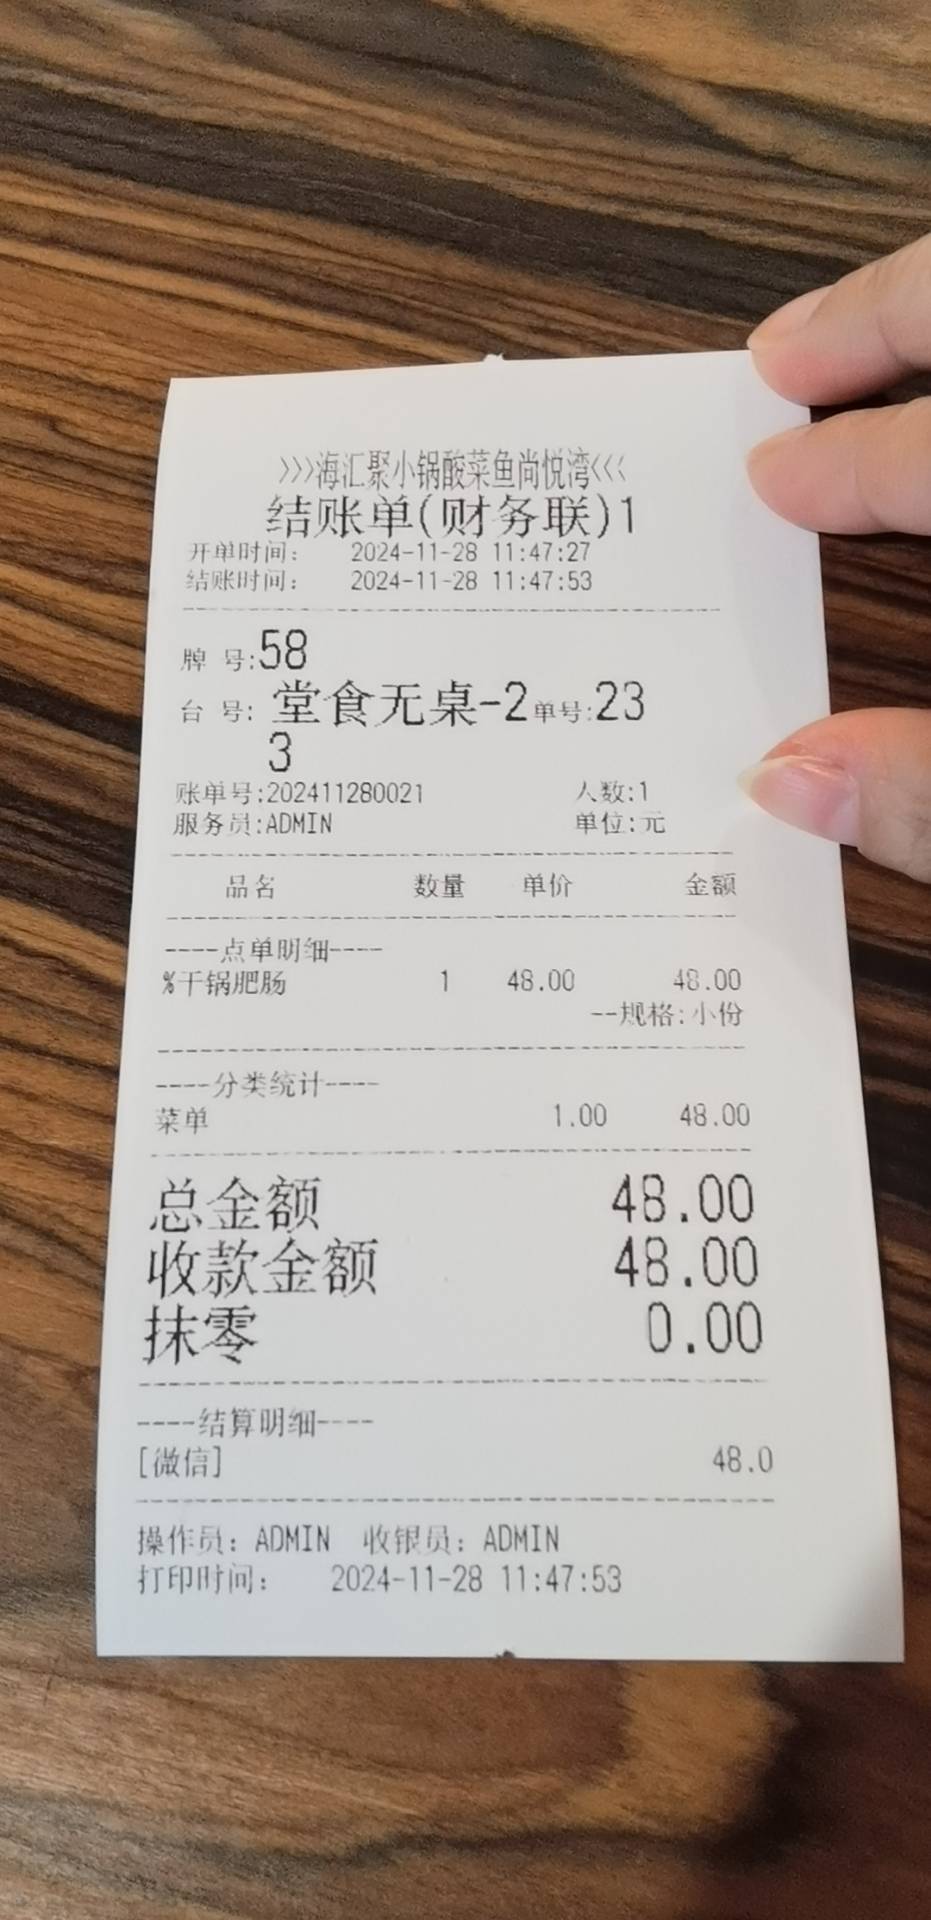 >>>海汇聚小锅酸菜鱼尚悦湾<<<
结账单(财务联)1
开单时间： 2024-11-28 11:47:27
结账时间： 2024-11-28 11:47:53
牌 号:58
台 号: 堂食无桌-2单号:23
3
账单号:202411280021 人数:1
服务员:ADMIN 单位:元
品名 数量 单价 金额
----点单明细----
%干锅肥肠 1 48.00 48.00
--规格:小份
----分类统计----
菜单 1.00 48.00
总金额 48.00
收款金额 48.00
抹零 0.00
----结算明细----
[微信] 48.0
操作员：ADMIN 收银员：ADMIN
打印时间： 2024-11-28 11:47:53